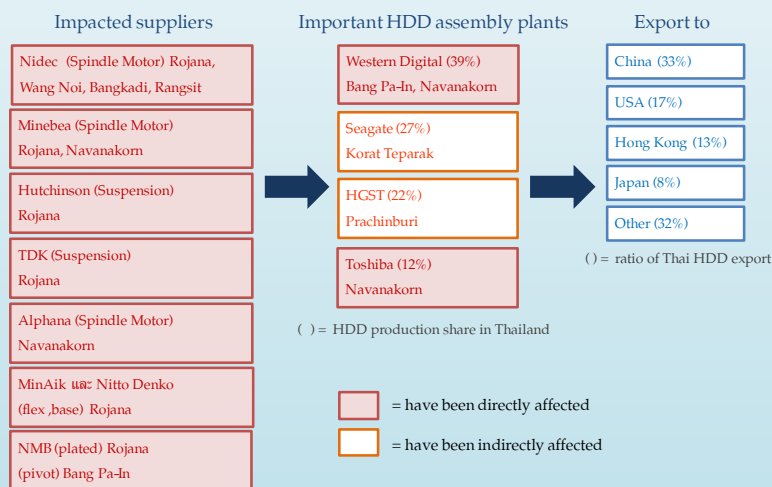 Impacted suppliers
Nidec (Spindle Motor) Rojana,
Wang Noi, Bangkadi, Rangsit
Minebea (Spindle Motor)
Rojana, Navanakorn
Hutchinson (Suspension)
Rojana
TDK (Suspension)
Rojana
Alphana (Spindle Motor)
Navanakorn
MinAik และ Nitto Denko
(flex ,base) Rojana
NMB (plated) Rojana
(pivot) Bang Pa-In
Important HDD assembly plants
Western Digital (39%)
Bang Pa-In, Navanakorn
Seagate (27%)
Korat Teparak
HGST (22%)
Prachinburi
Toshiba (12%)
Navanakorn
( ) = HDD production share in Thailand
Export to
China (33%)
USA (17%)
Hong Kong (13%)
Japan (8%)
Other (32%)
( ) = ratio of Thai HDD export
= have been directly affected
= have been indirectly affected